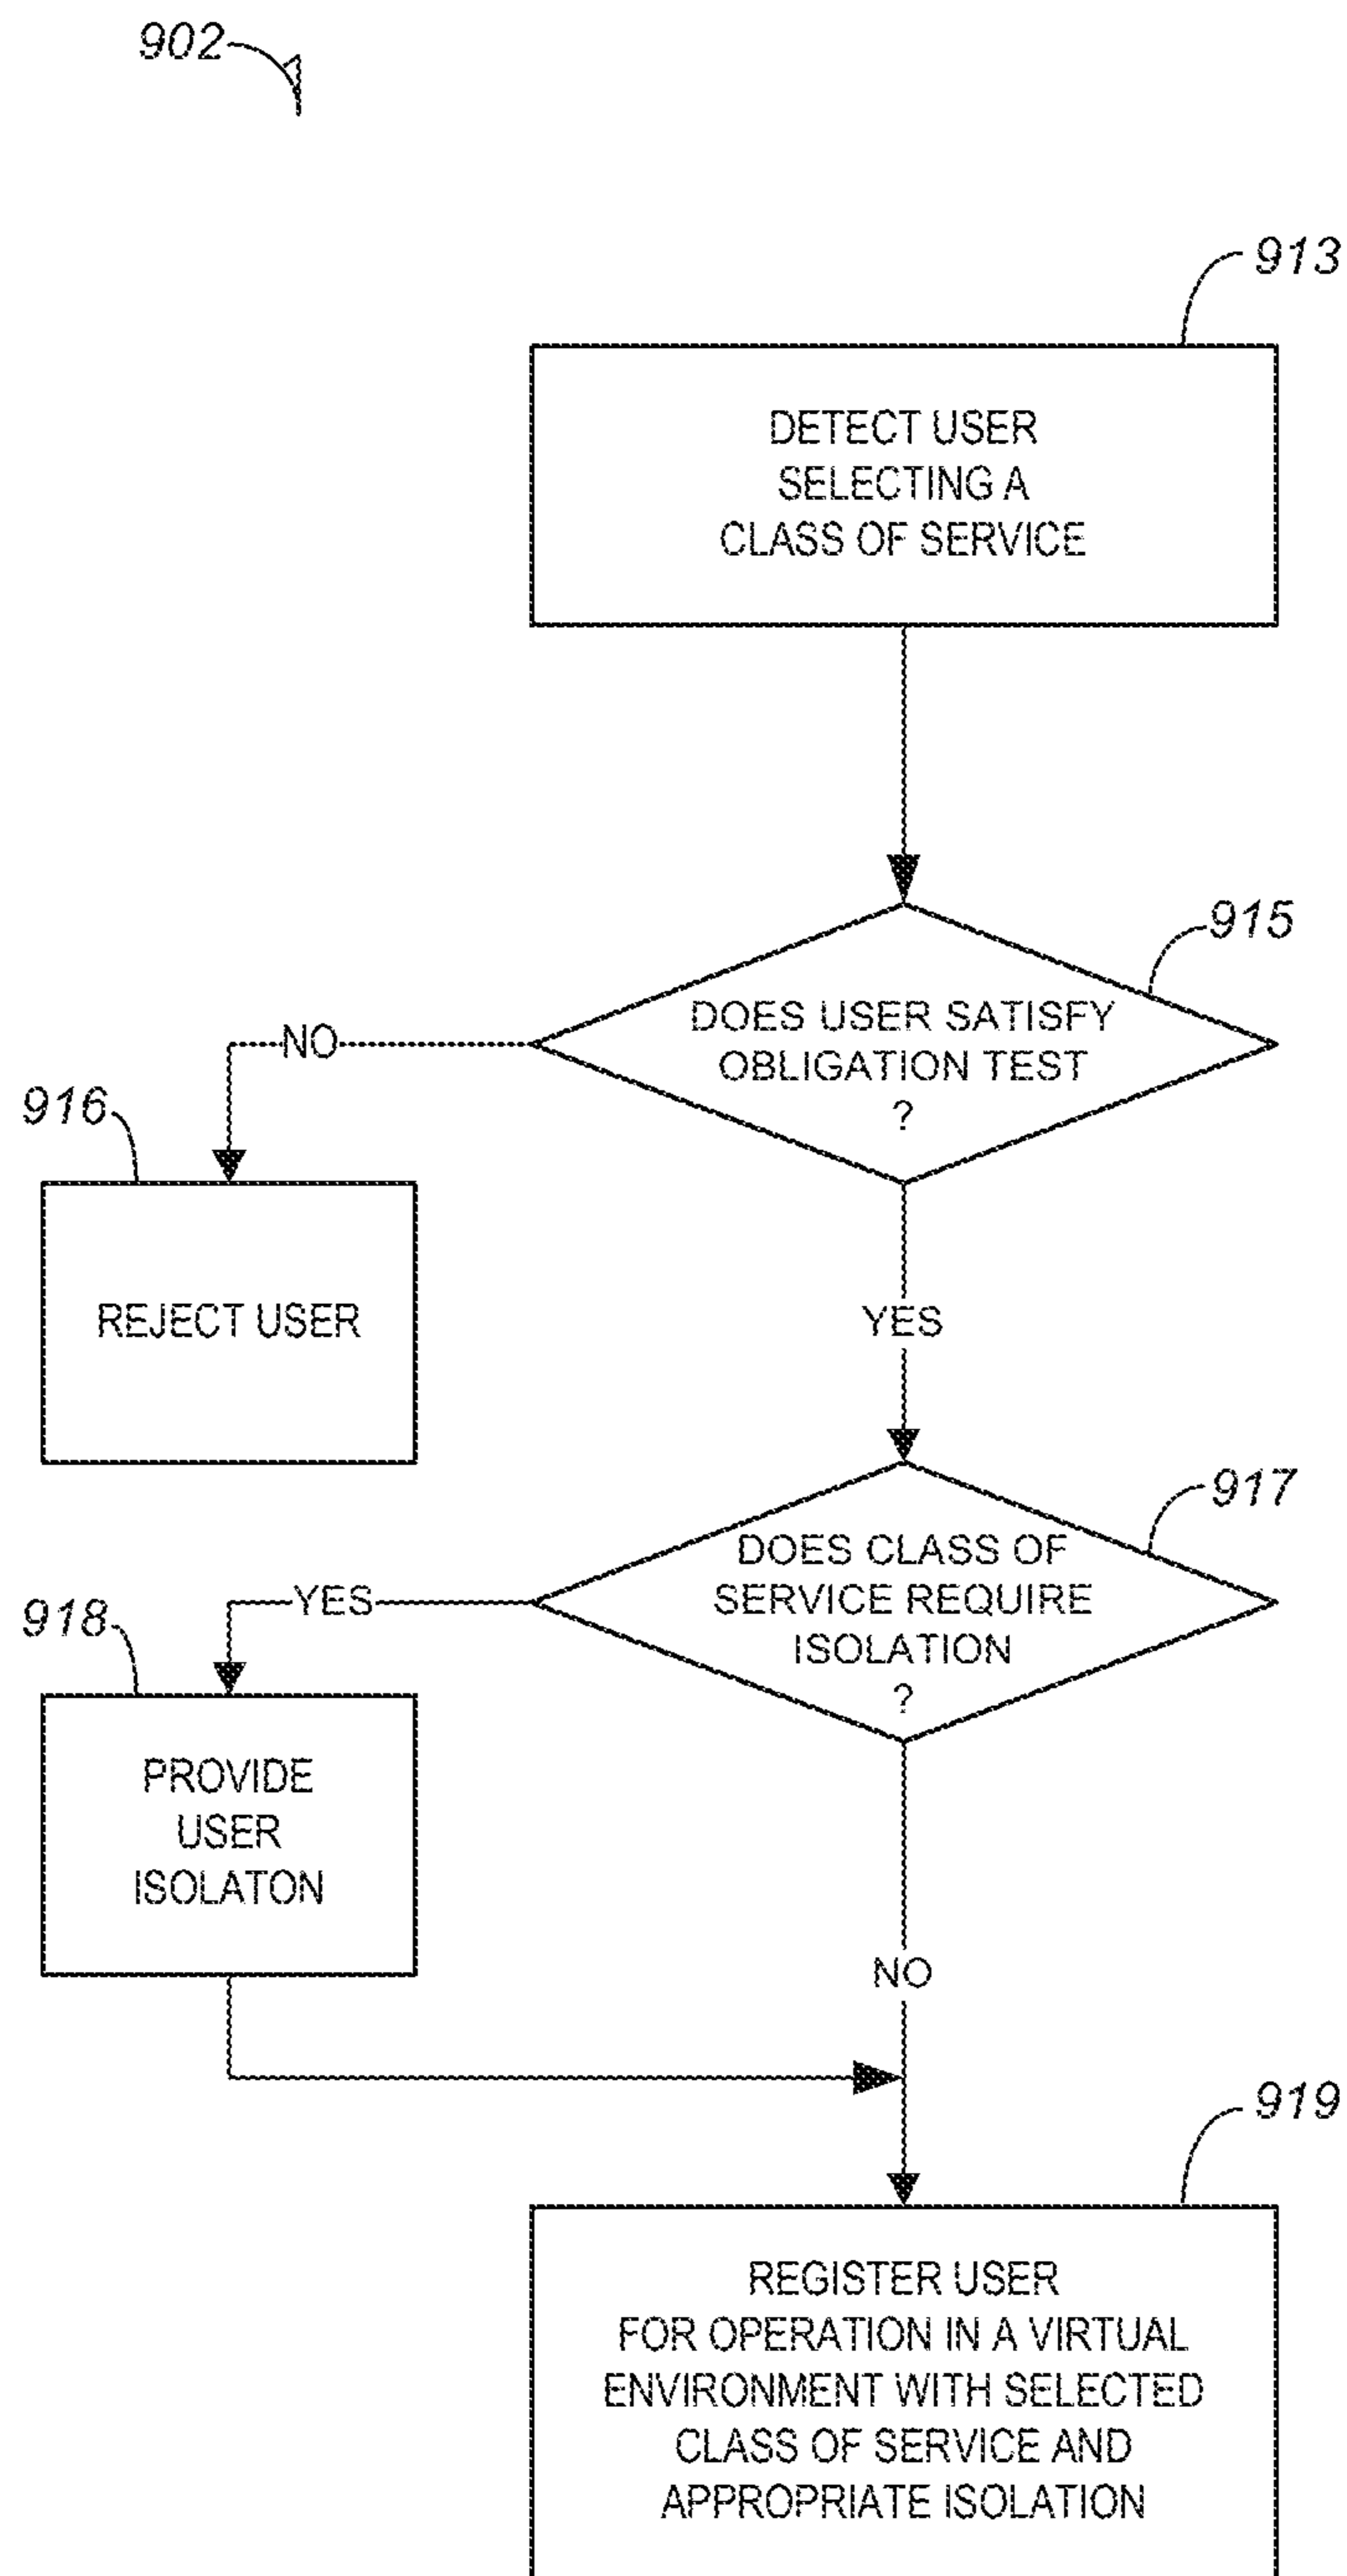 902
913
DETECT USER
SELECTING A
CLASS OF SERVICE
915
DOES USER SATISFY
OBLIGATION TEST
?
NO
916
REJECT USER
YES
917
DOES CLASS OF
SERVICE REQUIRE
ISOLATION
?
YES
918
PROVIDE
USER
ISOLATON
NO
919
REGISTER USER
FOR OPERATION IN A VIRTUAL
ENVIRONMENT WITH SELECTED
CLASS OF SERVICE AND
APPROPRIATE ISOLATION